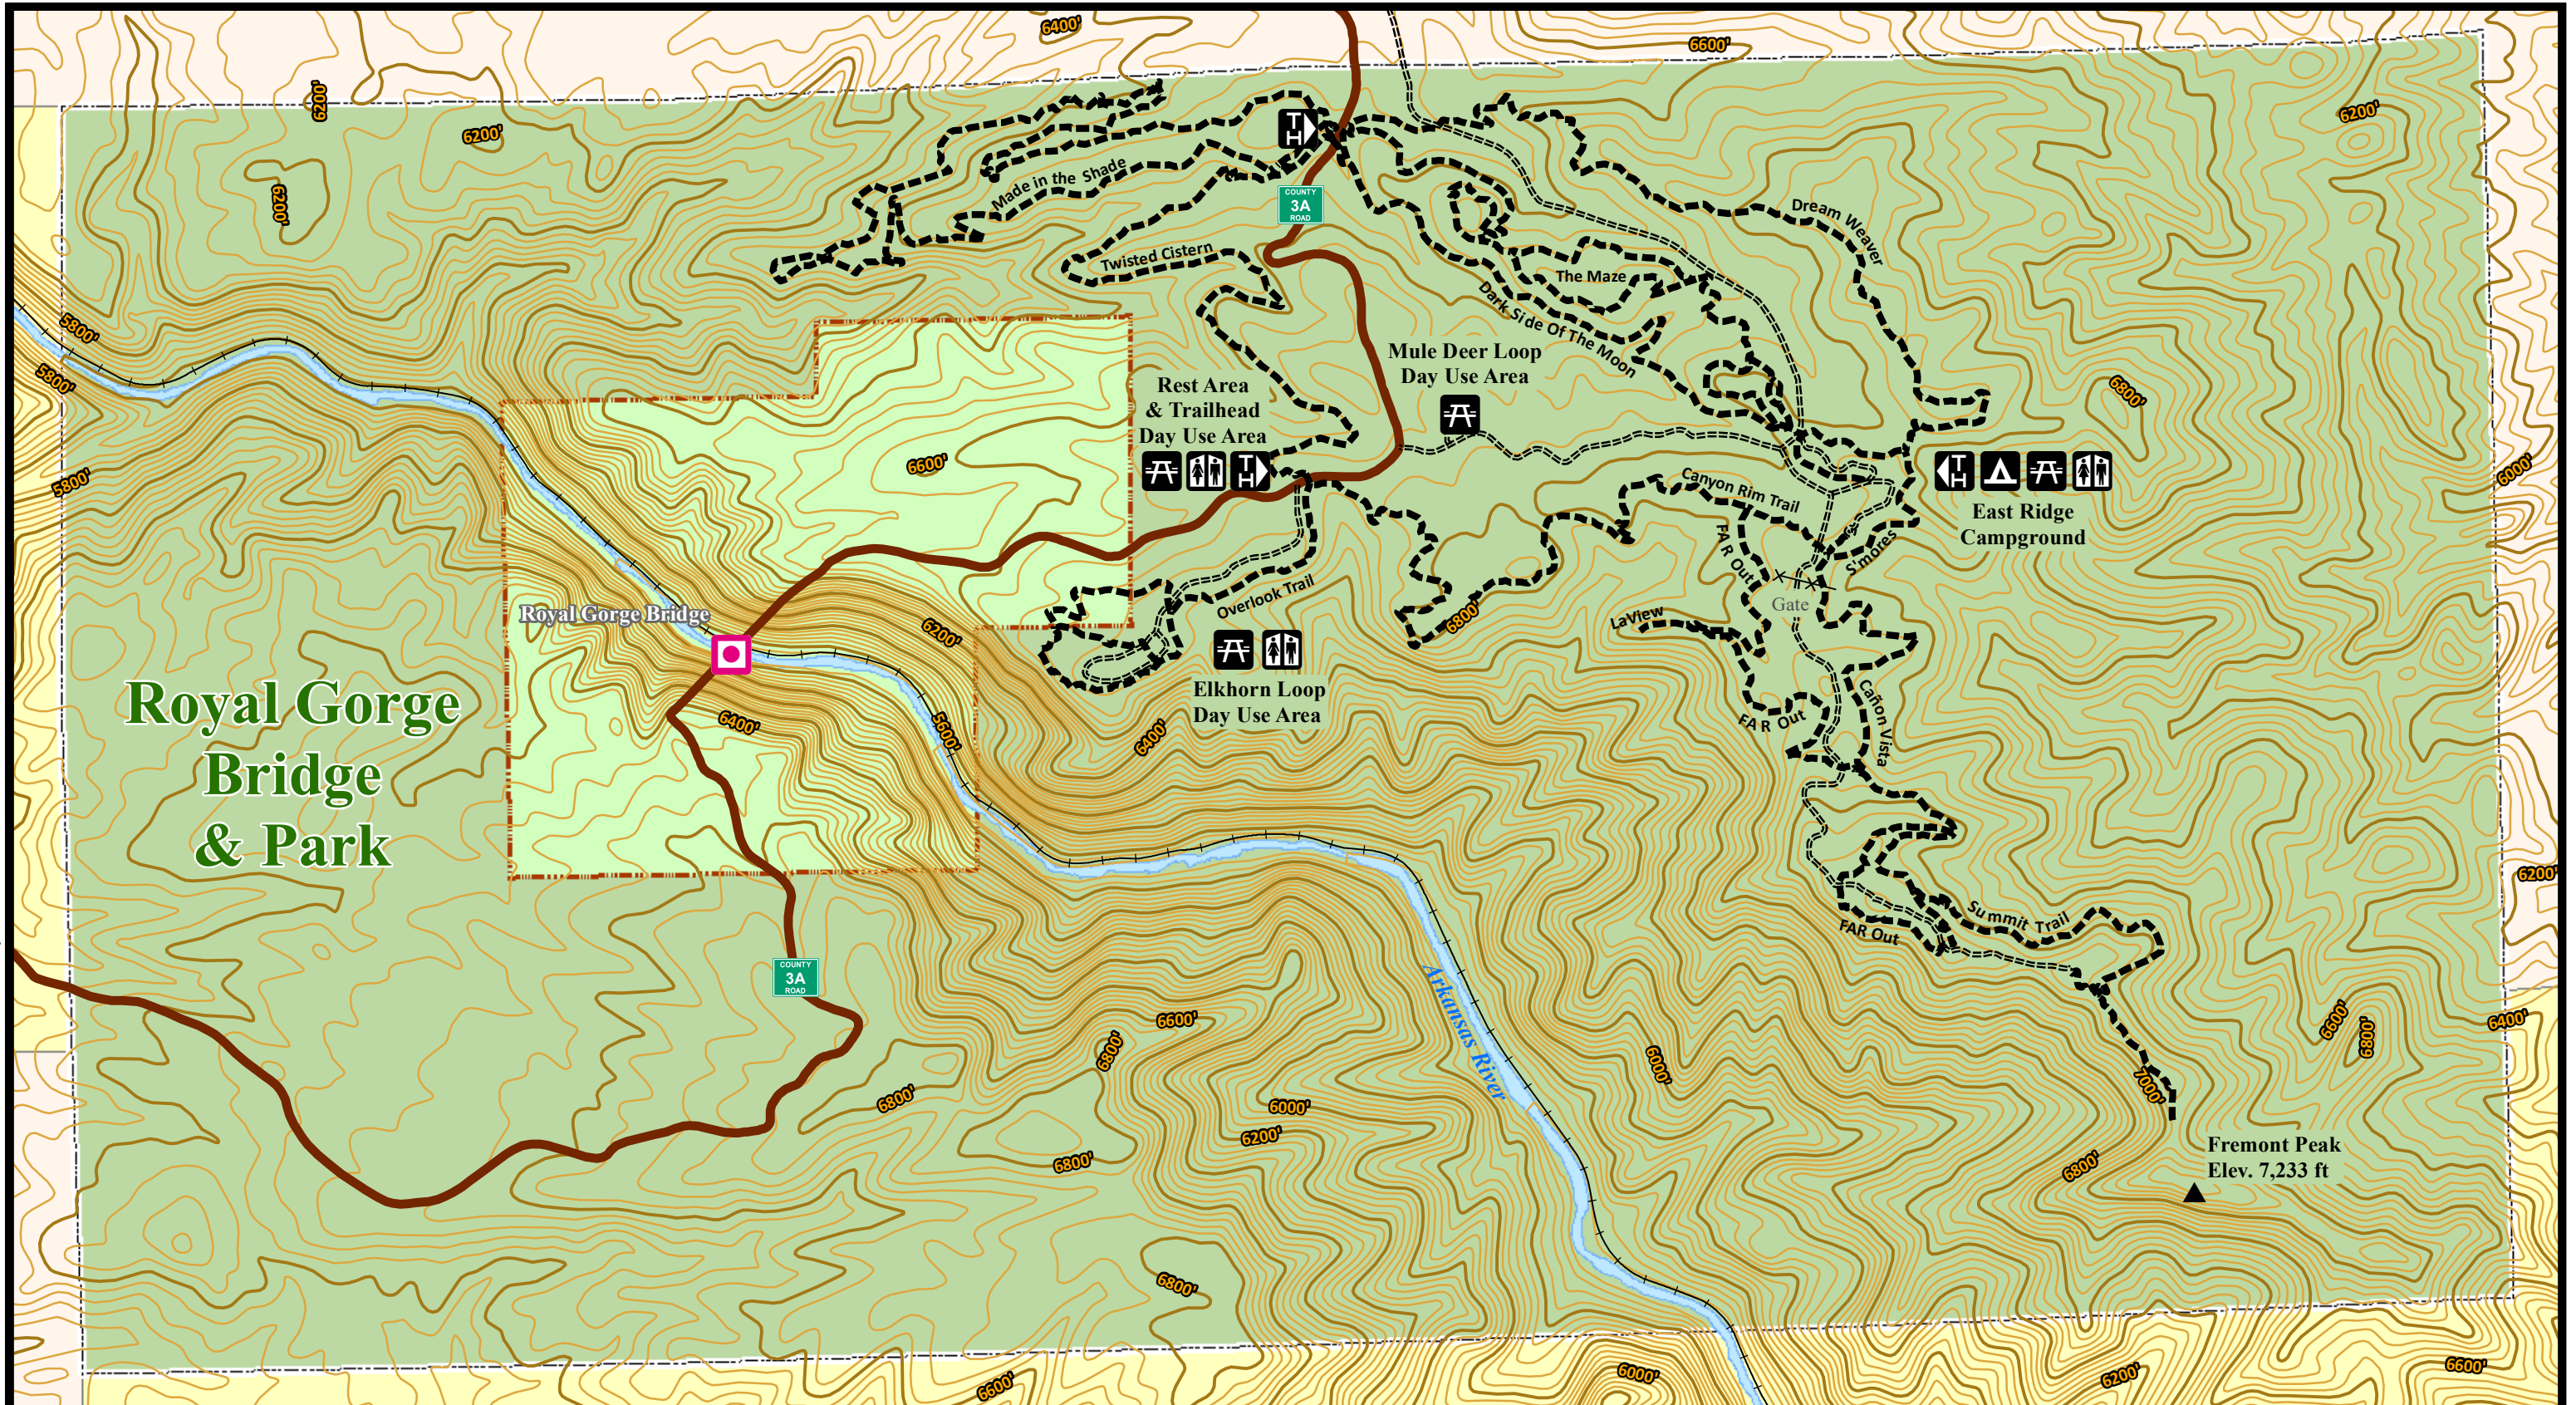 6400'
6600'
6200'
6200'
6200'
6200'
TH
COUNTY
3A
ROAD
Made in the Shade
Twisted Cistern
Dream Weaver
The Maze
Dark Side Of The Moon
5800'
5800'
5800'
Mule Deer Loop
Day Use Area
Rest Area
& Trailhead
Day Use Area
TH
6600'
6800'
6000'
Canyon Rim Trail
TH
East Ridge
Campground
FAR Out
S'mores
Gate
Overlook Trail
LaView
6800'
Royal Gorge Bridge
6200'
Elkhorn Loop
Day Use Area
6400'
6400'
5600'
FAR Out
Cañon Vista
Royal Gorge
Bridge
& Park
6200'
Summit Trail
FAR Out
COUNTY
3A
ROAD
Arkansas River
6600'
6800'
6000'
6600'
6800'
6400'
6800'
6000'
6200'
6800'
7000'
6800'
Fremont Peak
Elev. 7,233 ft
6800'
6600'
6000'
6200'
6600'